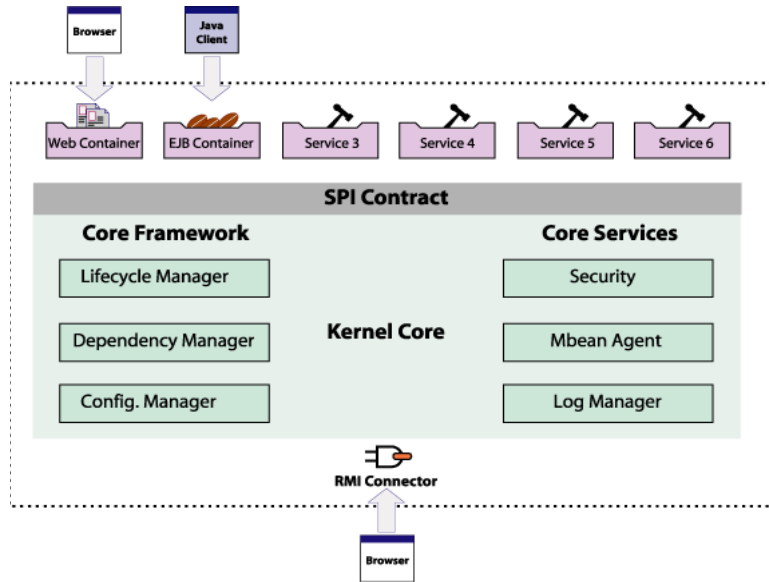 Browser
Java
Client
Web Container
EJB Container
Service 3
Service 4
Service 5
Service 6
SPI Contract
Core Framework
Core Services
Lifecycle Manager
Security
Kernel Core
Dependency Manager
Mbean Agent
Config. Manager
Log Manager
RMI Connector
Browser